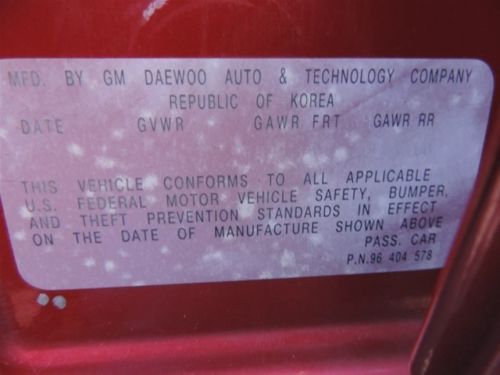 MFD. BY GM DAEWOO AUTO & TECHNOLOGY COMPANY
REPUBLIC OF KOREA
DATE GVWR GAWR FRT GAWR RR
THIS VEHICLE CONFORMS TO ALL APPLICABLE
U.S. FEDERAL MOTOR VEHICLE SAFETY, BUMPER,
AND THEFT PREVENTION STANDARDS IN EFFECT
ON THE DATE OF MANUFACTURE SHOWN ABOVE
PASS. CAR
P.N.96 404 578